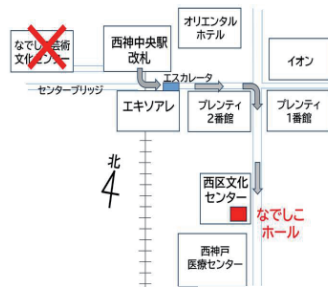 なでしこ芸術
文化センター
西神中央駅
改札
オリエンタル
ホテル
イオン
センターブリッジ
エスカレータ
エキソアレ
プレンティ
2番館
プレンティ
1番館
北
西区文化
センター
なでしこ
ホール
西神戸
医療センター